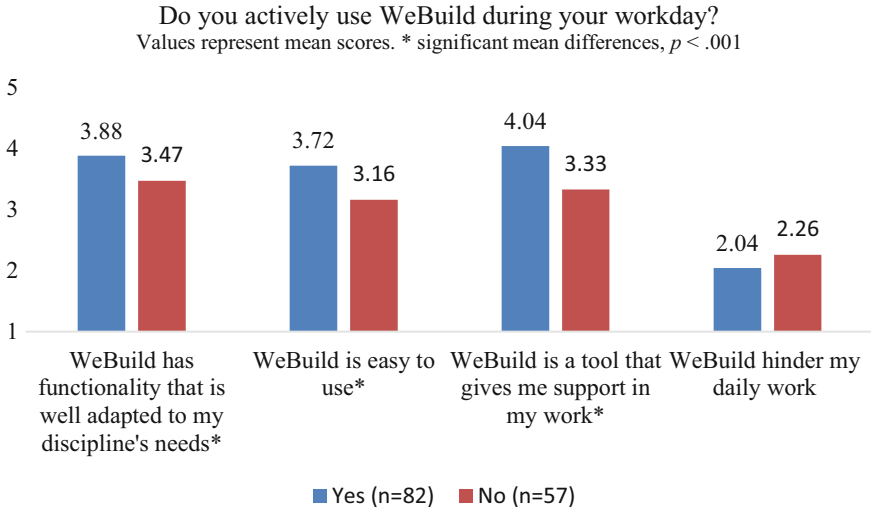 Do you actively use WeBuild during your workday?
Values represent mean scores. * significant mean differences, p < .001
5
4
3
2
1
3.88
3.47
3.72
3.16
4.04
3.33
2.04
2.26
WeBuild has
functionality that is
well adapted to my
discipline's needs*
WeBuild is easy to
use*
WeBuild is a tool that
gives me support in
my work*
WeBuild hinder my
daily work
Yes (n=82)
No (n=57)